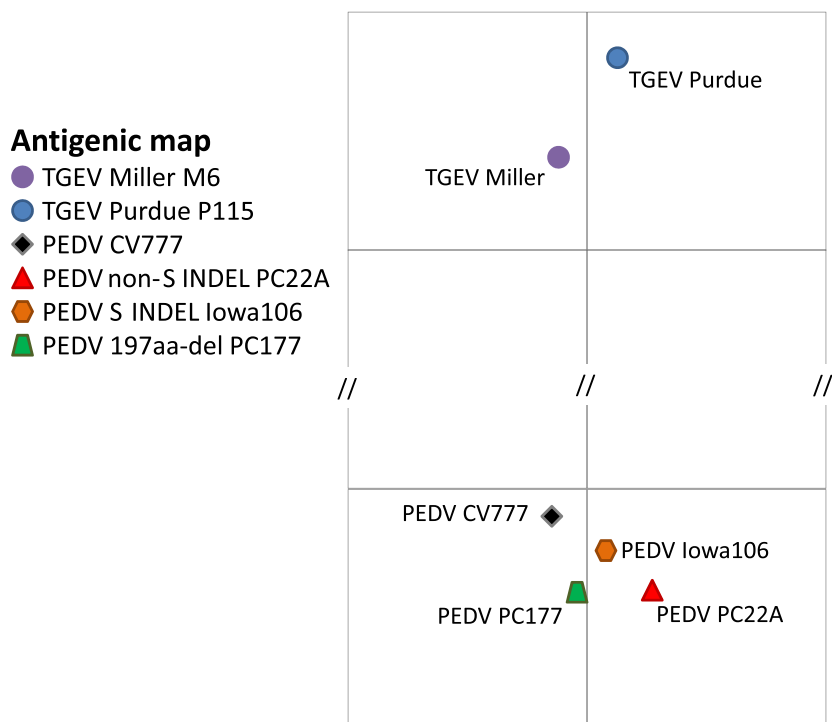 Antigenic map
TGEV Miller M6
TGEV Purdue P115
PEDV CV777
PEDV non-S INDEL PC22A
PEDV S INDEL Iowa106
PEDV 197aa-del PC177
TGEV Purdue
TGEV Miller
// // //
PEDV CV777
PEDV Iowa106
PEDV PC177
PEDV PC22A